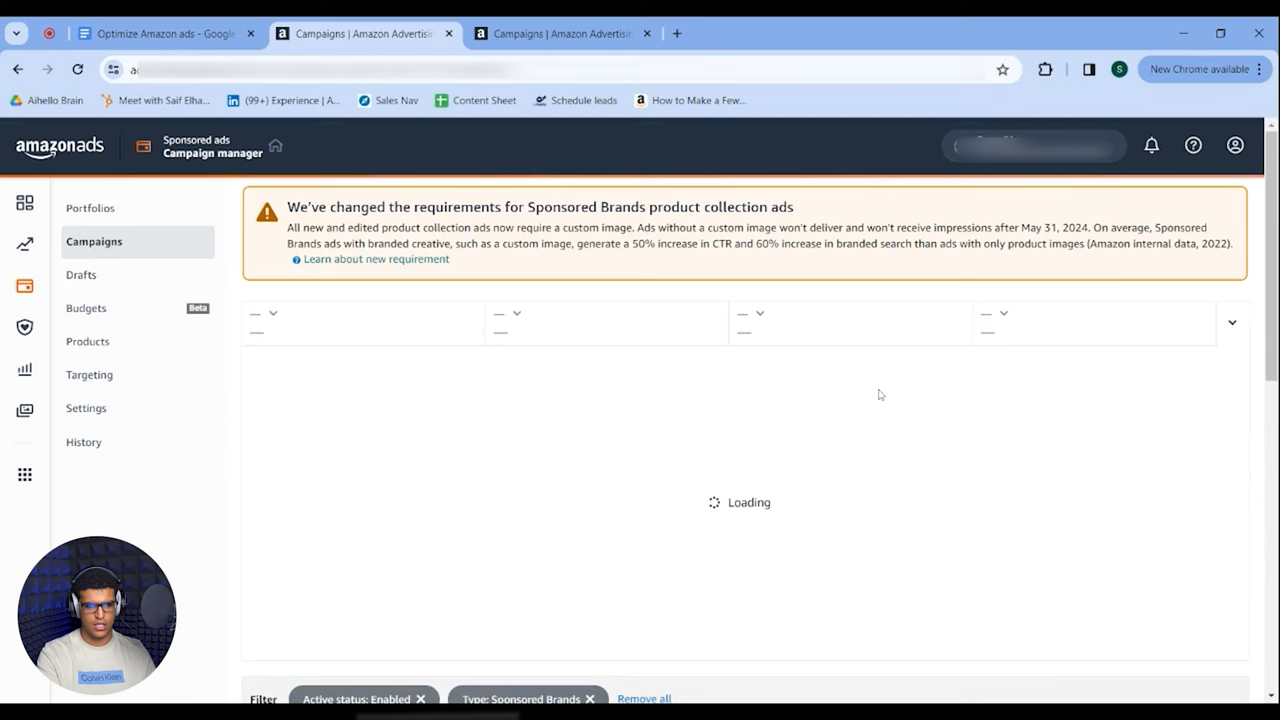 Optimize Amazon ads - Google
Campaigns | Amazon Advertisin
Campaigns | Amazon Advertisin
New Chrome available
Aihello Brain
Meet with Saif Elha...
(99+) Experience | A...
Sales Nav
Content Sheet
Schedule leads
How to Make a Few...
amazonads
Sponsored ads
Campaign manager
Portfolios
Campaigns
Drafts
Budgets
Beta
Products
Targeting
Settings
History
We've changed the requirements for Sponsored Brands product collection ads
All new and edited product collection ads now require a custom image. Ads without a custom image won't deliver and won't receive impressions after May 31, 2024. On average, Sponsored
Brands ads with branded creative, such as a custom image, generate a 50% increase in CTR and 60% increase in branded search than ads with only product images (Amazon internal data, 2022).
Learn about new requirement
Loading
Filter
Active status: Enabled
Type: Sponsored Brands
Remove all
Calvin Klein